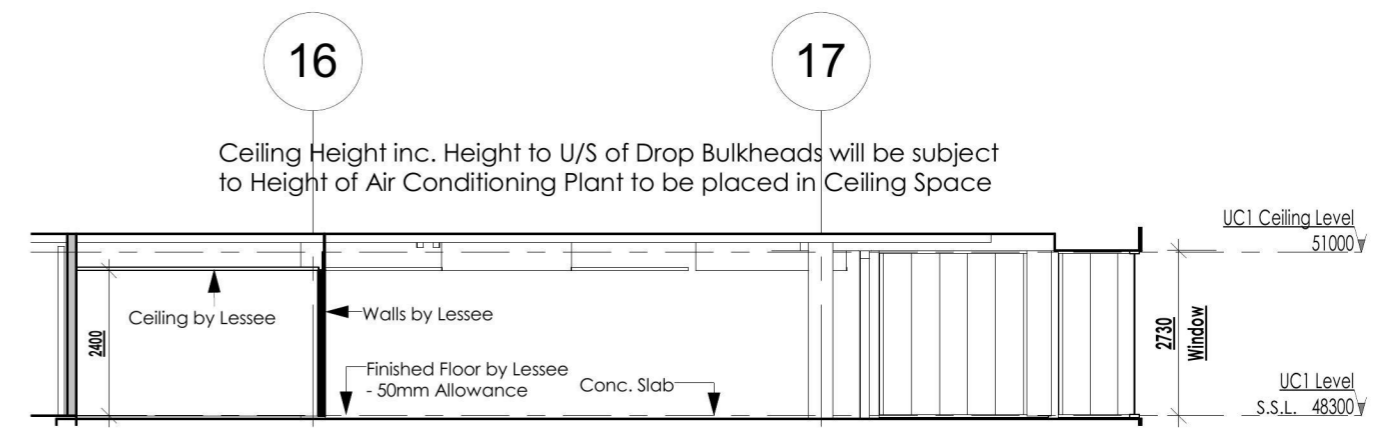 16
17
Ceiling Height inc. Height to U/S of Drop Bulkheads will be subject
to Height of Air Conditioning Plant to be placed in Ceiling Space
UC1 Ceiling Level
51000
Ceiling by Lessee
Walls by Lessee
2400
2730
Window
Finished Floor by Lessee
- 50mm Allowance
Conc. Slab
UC1 Level
S.S.L. 48300